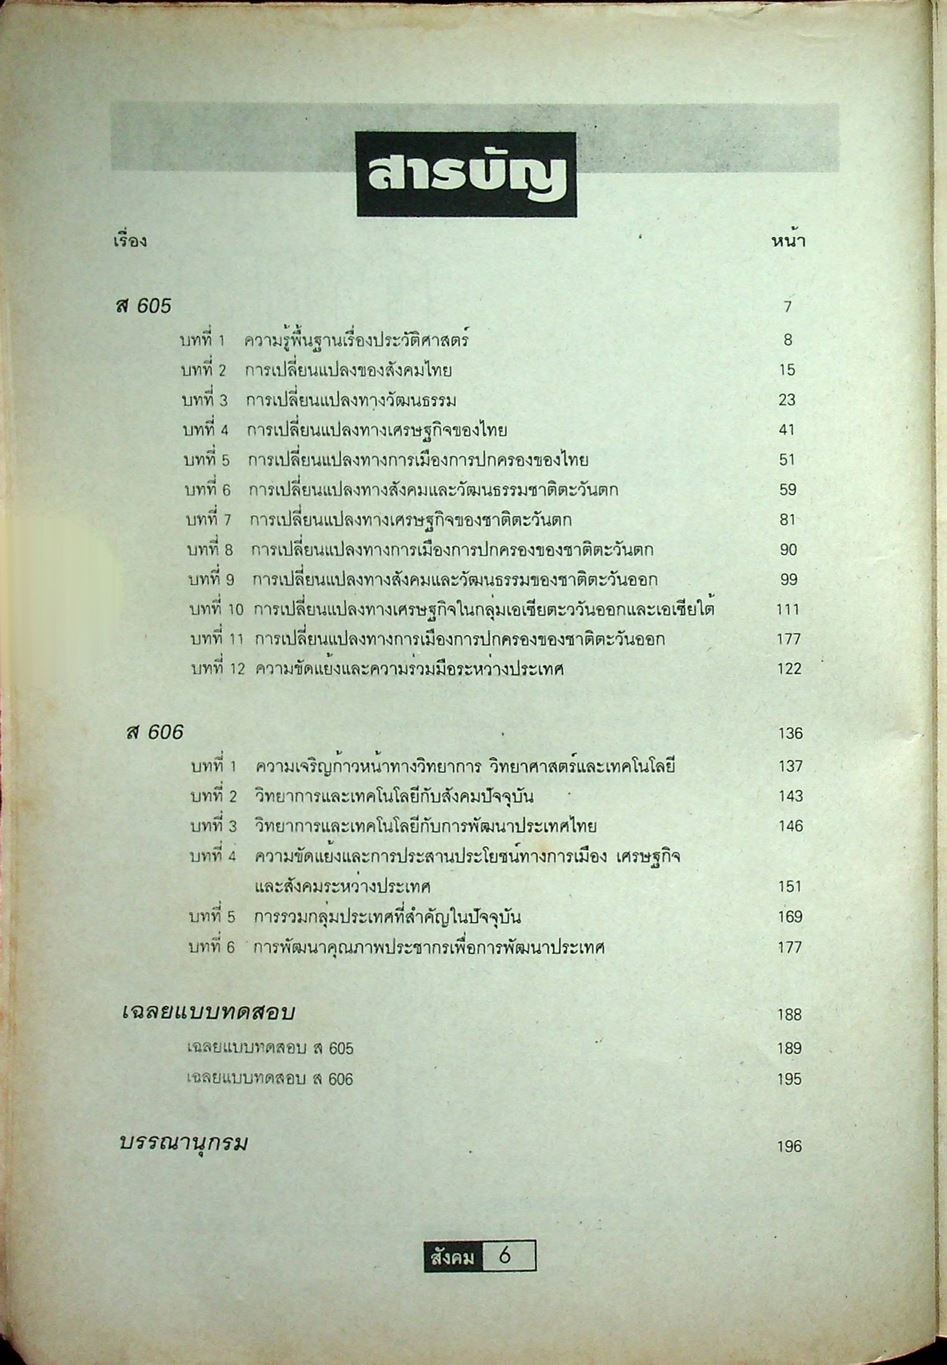 สารบัญ
เรื่อง หน้า
ส 605 7
บทที่ 1 ความรู้พื้นฐานเรื่องประวัติศาสตร์ 8
บทที่ 2 การเปลี่ยนแปลงของสังคมไทย 15
บทที่ 3 การเปลี่ยนแปลงทางวัฒนธรรม 23
บทที่ 4 การเปลี่ยนแปลงทางเศรษฐกิจของไทย 41
บทที่ 5 การเปลี่ยนแปลงทางการเมืองการปกครองของไทย 51
บทที่ 6 การเปลี่ยนแปลงทางสังคมและวัฒนธรรมชาติตะวันตก 59
บทที่ 7 การเปลี่ยนแปลงทางเศรษฐกิจของชาติตะวันตก 81
บทที่ 8 การเปลี่ยนแปลงทางการเมืองการปกครองของชาติตะวันตก 90
บทที่ 9 การเปลี่ยนแปลงทางสังคมและวัฒนธรรมของชาติตะวันออก 99
บทที่ 10 การเปลี่ยนแปลงทางเศรษฐกิจในกลุ่มเอเซียตะววันออกและเอเซียใต้ 111
บทที่ 11 การเปลี่ยนแปลงทางการเมืองการปกครองของชาติตะวันออก 177
บทที่ 12 ความขัดแย้งและความร่วมมือระหว่างประเทศ 122
ส 606 136
บทที่ 1 ความเจริญก้าวหน้าทางวิทยาการ วิทยาศาสตร์และเทคโนโลยี 137
บทที่ 2 วิทยาการและเทคโนโลยีกับสังคมปัจจุบัน 143
บทที่ 3 วิทยาการและเทคโนโลยีกับการพัฒนาประเทศไทย 146
บทที่ 4 ความขัดแย้งและการประสานประโยชน์ทางการเมือง เศรษฐกิจ
และสังคมระหว่างประเทศ 151
บทที่ 5 การรวมกลุ่มประเทศที่สำคัญในปัจจุบัน 169
บทที่ 6 การพัฒนาคุณภาพประชากรเพื่อการพัฒนาประเทศ 177
เฉลยแบบทดสอบ 188
เฉลยแบบทดสอบ ส 605 189
เฉลยแบบทดสอบ ส 606 195
บรรณานุกรม 196
สังคม 6